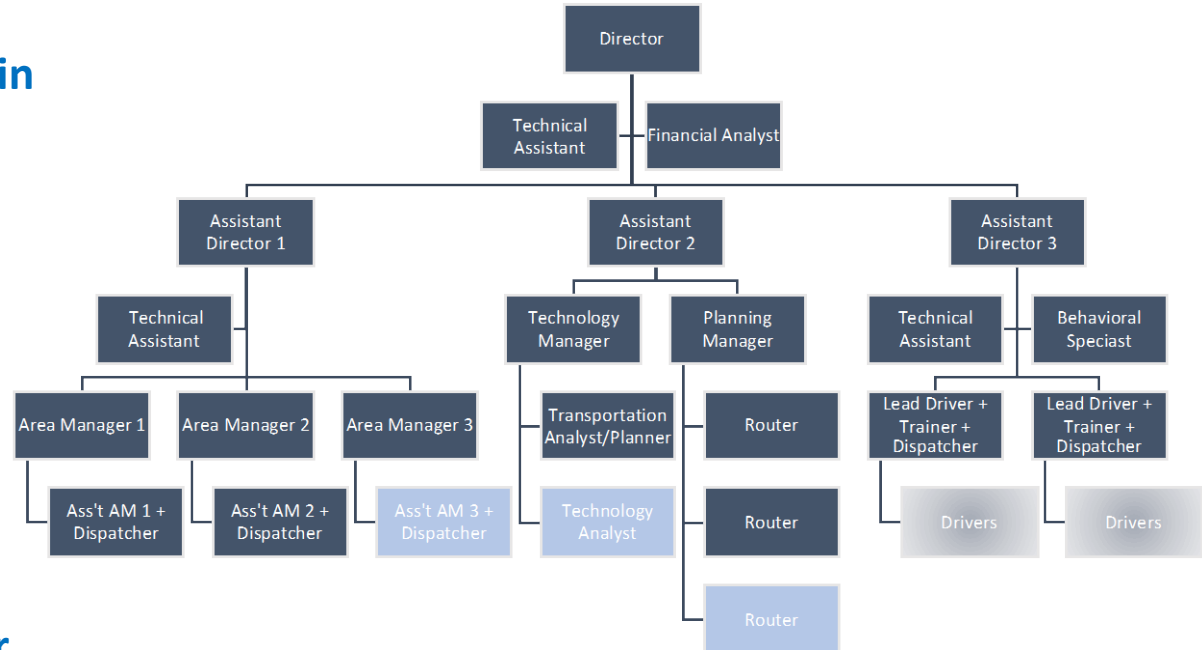 in
Director
Technical
Assistant
Financial Analyst
Assistant
Director 1
Assistant
Director 2
Assistant
Director 3
Technical
Assistant
Technology
Manager
Planning
Manager
Technical
Assistant
Behavioral
Speciast
Area Manager 1
Area Manager 2
Area Manager 3
Transportation
Analyst/Planner
Router
Lead Driver +
Trainer +
Dispatcher
Lead Driver +
Trainer +
Dispatcher
Ass't AM 1 +
Dispatcher
Ass't AM 2 +
Dispatcher
Ass't AM 3 +
Dispatcher
Technology
Analyst
Router
Drivers
Drivers
Router